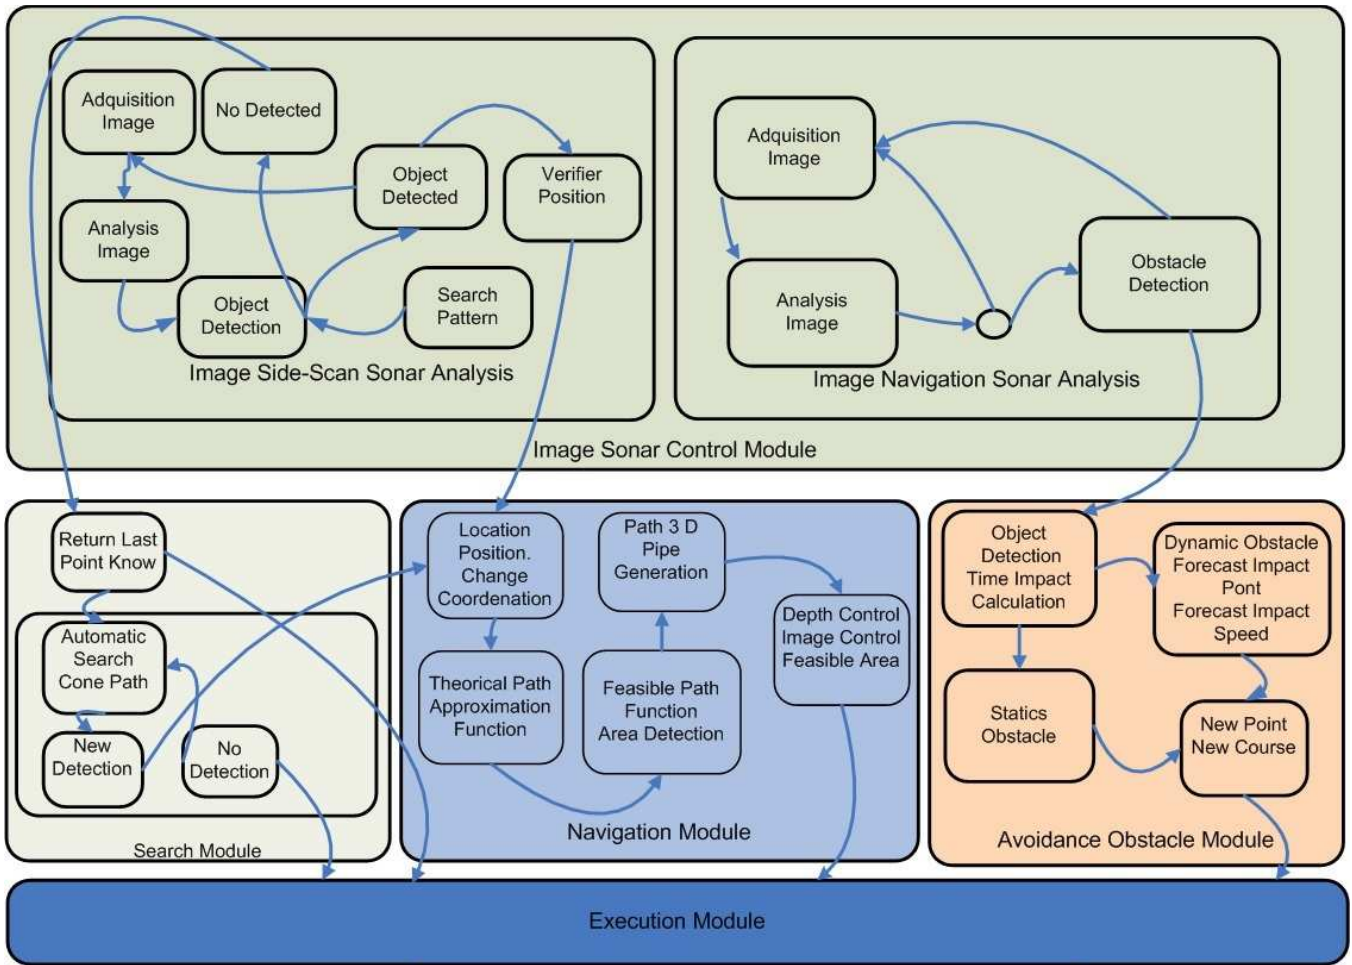 Adquisition
Image
No Detected
Object
Detected
Verifier
Position
Analysis
Image
Object
Detection
Search
Pattern
Image Side-Scan Sonar Analysis
Adquisition
Image
Analysis
Image
Obstacle
Detection
Image Navigation Sonar Analysis
Image Sonar Control Module
Return Last
Point Know
Automatic
Search
Cone Path
New
Detection
No
Detection
Search Module
Location
Position.
Change
Coordenation
Theorical Path
Approximation
Function
Path 3 D
Pipe
Generation
Feasible Path
Function
Area Detection
Depth Control
Image Control
Feasible Area
Navigation Module
Object
Detection
Time Impact
Calculation
Dynamic Obstacle
Forecast Impact
Pont
Forecast Impact
Speed
Statics
Obstacle
New Point
New Course
Avoidance Obstacle Module
Execution Module